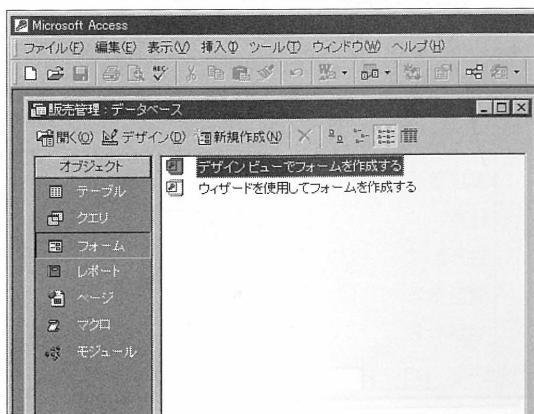 Microsoft Access
ファイル(F) 編集(E) 表示(V) 挿入(I) ツール(T) ウィンドウ(W) ヘルプ(H)
販売管理 : データベース
開く(O) デザイン(D) 新規作成(N)
オブジェクト
デザイン ビューでフォームを作成する
テーブル
ウィザードを使用してフォームを作成する
クエリ
フォーム
レポート
ページ
マクロ
モジュール